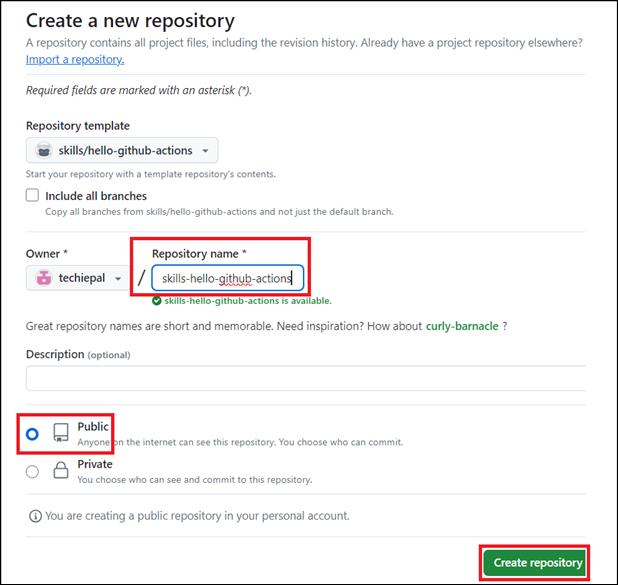 Create a new repository
A repository contains all project files, including the revision history. Already have a project repository elsewhere?
Import a repository.
Required fields are marked with an asterisk (*).
Repository template
skills/hello-github-actions
Start your repository with a template repository's contents.
Include all branches
Copy all branches from skills/hello-github-actions and not just the default branch.
Owner * Repository name *
techiepal / skills-hello-github-actions
skills-hello-github-actions is available.
Great repository names are short and memorable. Need inspiration? How about curly-barnacle ?
Description (optional)
Public
Anyone on the internet can see this repository. You choose who can commit.
Private
You choose who can see and commit to this repository.
You are creating a public repository in your personal account.
Create repository